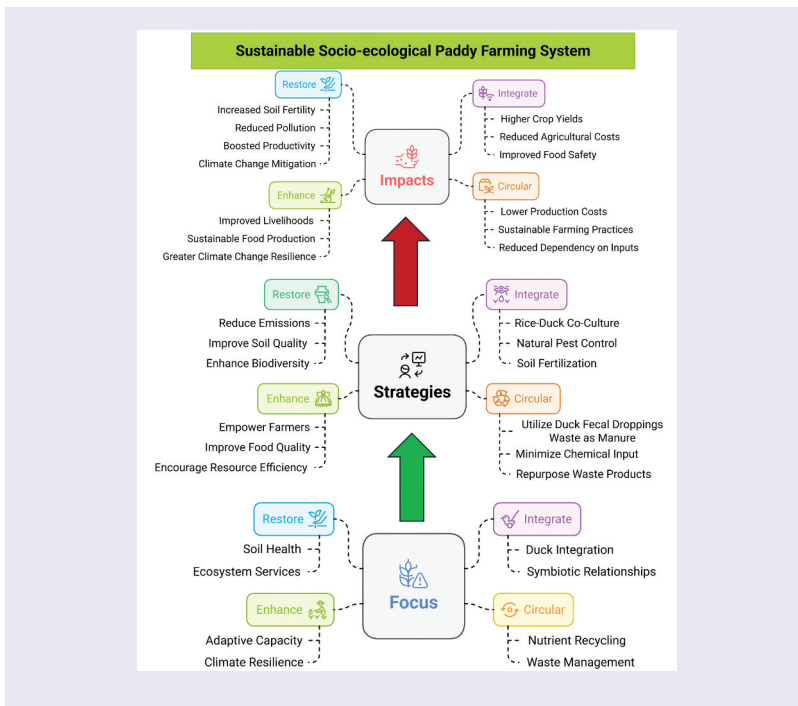 Sustainable Socio-ecological Paddy Farming System
Restore
Increased Soil Fertility
Reduced Pollution
Boosted Productivity
Climate Change Mitigation
Integrate
Higher Crop Yields
Reduced Agricultural Costs
Improved Food Safety
Impacts
Enhance
Improved Livelihoods
Sustainable Food Production
Greater Climate Change Resilience
Circular
Lower Production Costs
Sustainable Farming Practices
Reduced Dependency on Inputs
Restore
Reduce Emissions
Improve Soil Quality
Enhance Biodiversity
Integrate
Rice-Duck Co-Culture
Natural Pest Control
Soil Fertilization
Strategies
Enhance
Empower Farmers
Improve Food Quality
Encourage Resource Efficiency
Circular
Utilize Duck Fecal Droppings
Waste as Manure
Minimize Chemical Input
Repurpose Waste Products
Restore
Soil Health
Ecosystem Services
Integrate
Duck Integration
Symbiotic Relationships
Focus
Enhance
Adaptive Capacity
Climate Resilience
Circular
Nutrient Recycling
Waste Management